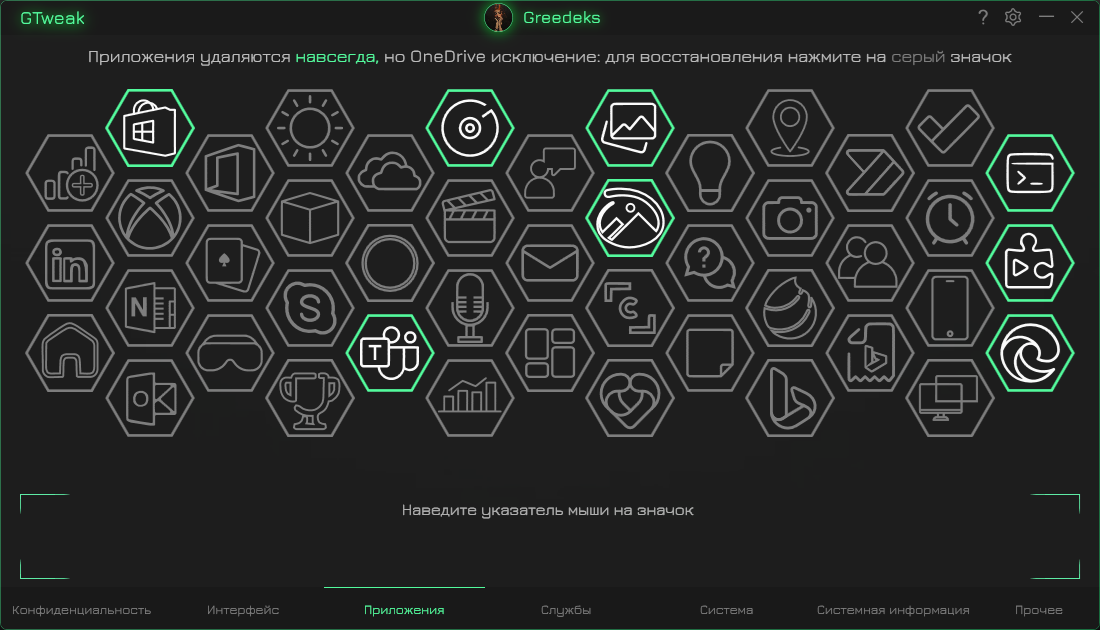 GTweak
Greedeks
?
Приложения удаляются навсегда, но OneDrive исключение: для восстановления нажмите на серый значок
in
N
S
T
O
?
Наведите указатель мыши на значок
Конфиденциальность
Интерфейс
Приложения
Службы
Система
Системная информация
Прочее